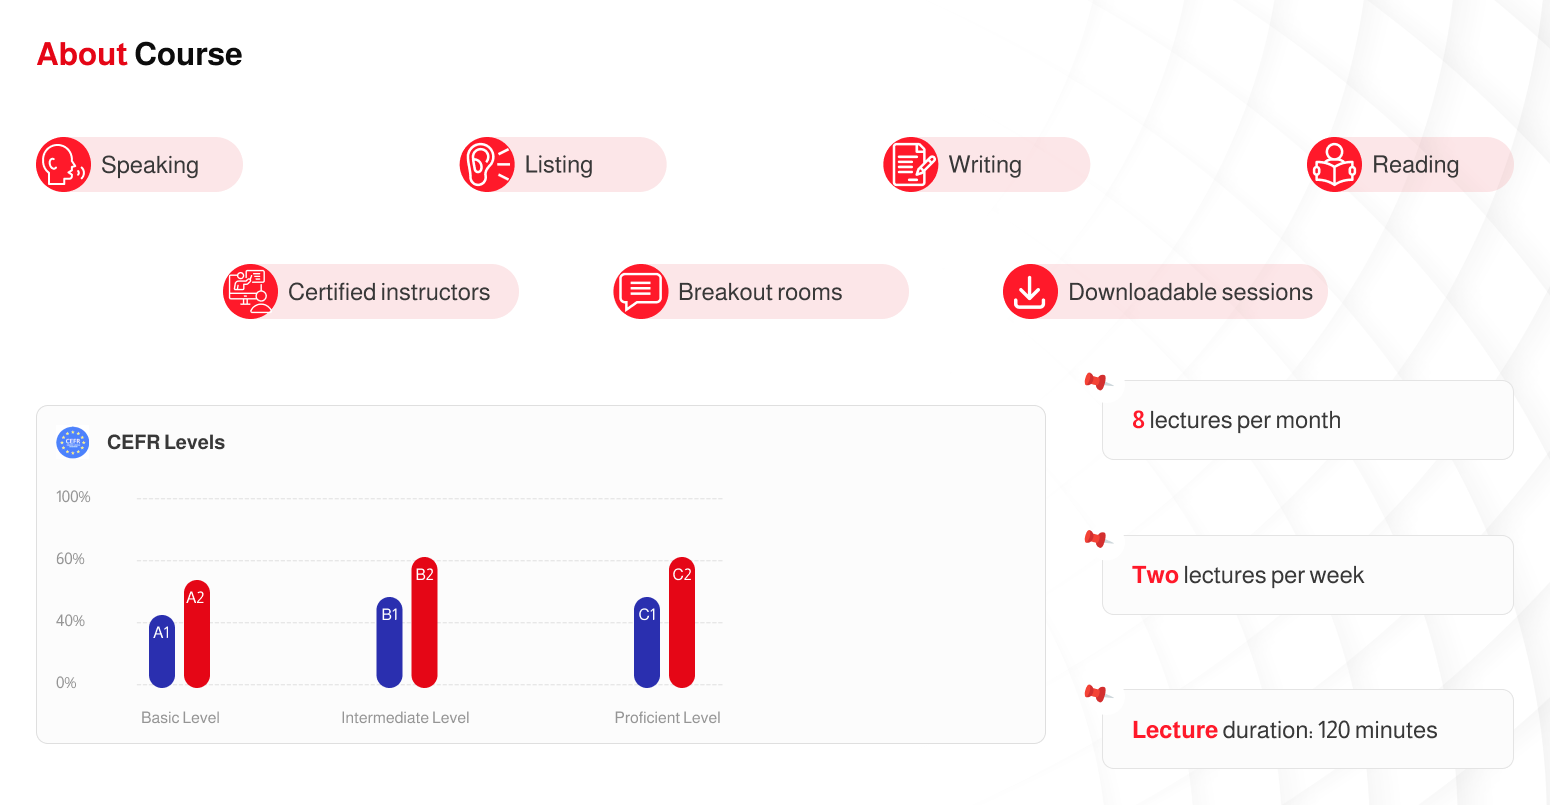 About Course
Speaking
Listing
Writing
Reading
Certified instructors
Breakout rooms
Downloadable sessions
CEFR
CEFR Levels
100%
60%
40%
0%
A1
A2
B1
B2
C1
C2
Basic Level
Intermediate Level
Proficient Level
8 lectures per month
Two lectures per week
Lecture duration: 120 minutes